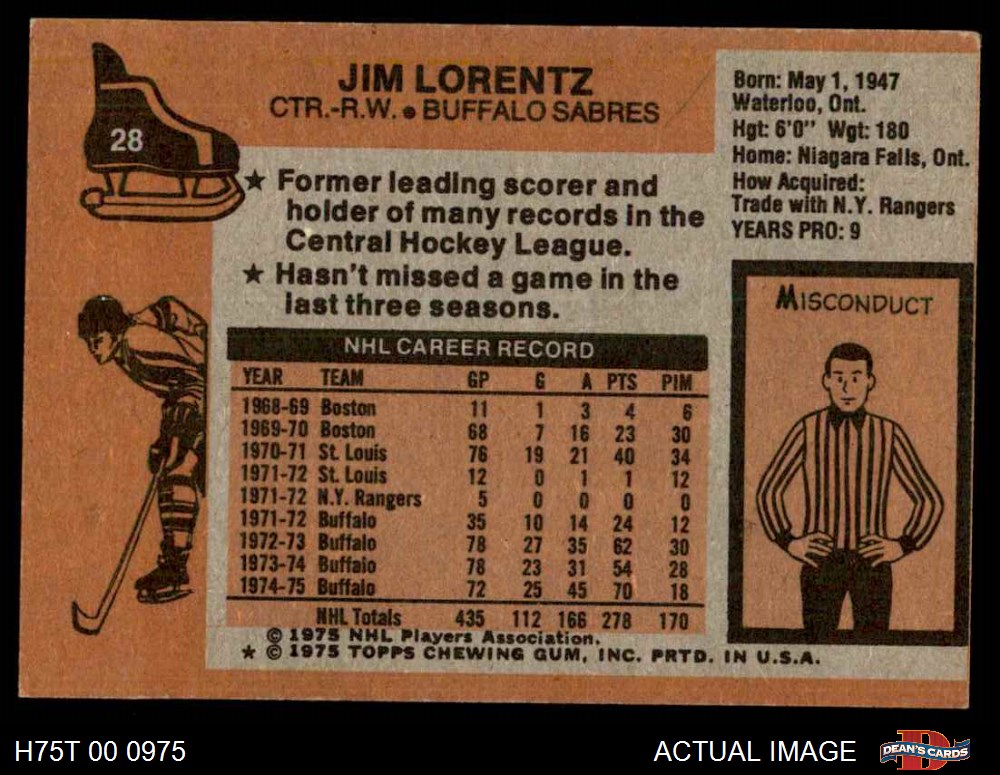 28
JIM LORENTZ
CTR.-R.W. ● BUFFALO SABRES
★ Former leading scorer and
holder of many records in the
Central Hockey League.
★ Hasn't missed a game in the
last three seasons.
NHL CAREER RECORD
YEAR TEAM GP G A PTS PIM
1968-69 Boston 11 1 3 4 6
1969-70 Boston 68 7 16 23 30
1970-71 St. Louis 76 19 21 40 34
1971-72 St. Louis 12 0 1 1 12
1971-72 N.Y. Rangers 5 0 0 0 0
1971-72 Buffalo 35 10 14 24 12
1972-73 Buffalo 78 27 35 62 30
1973-74 Buffalo 78 23 31 54 28
1974-75 Buffalo 72 25 45 70 18
NHL Totals 435 112 166 278 170
© 1975 NHL Players Association.
★ © 1975 TOPPS CHEWING GUM, INC. PRTD. IN U.S.A.
Born: May 1, 1947
Waterloo, Ont.
Hgt: 6'0" Wgt: 180
Home: Niagara Falls, Ont.
How Acquired:
Trade with N.Y. Rangers
YEARS PRO: 9
MISCONDUCT
H75T 00 0975
ACTUAL IMAGE
D
DEAN'S CARDS